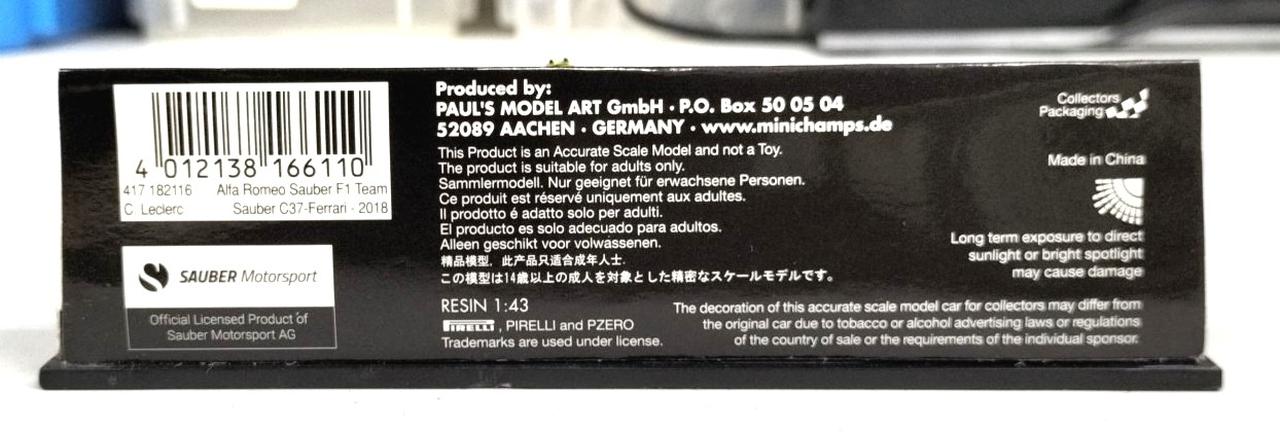 4 012138 166110
417 182116 Alfa Romeo Sauber F1 Team
C. Leclerc Sauber C37-Ferrari - 2018
SAUBER Motorsport
Official Licensed Product of
Sauber Motorsport AG
Produced by:
PAUL'S MODEL ART GmbH · P.O. Box 50 05 04
52089 AACHEN · GERMANY · www.minichamps.de
This Product is an Accurate Scale Model and not a Toy.
The product is suitable for adults only.
Sammlermodell. Nur geeignet für erwachsene Personen.
Ce produit est réservé uniquement aux adultes.
Il prodotto é adatto solo per adulti.
El producto es solo adecuado para adultos.
Alleen geschikt voor volwassenen.
精品模型, 此产品只适合成年人士.
この模型は14歳以上の成人を対象とした精密なスケールモデルです。
RESIN 1:43
PIRELLI, PIRELLI and PZERO
Trademarks are used under license.
Collectors
Packaging
Made in China
Long term exposure to direct
sunlight or bright spotlight
may cause damage
The decoration of this accurate scale model car for collectors may differ from
the original car due to tobacco or alcohol advertising laws or regulations
of the country of sale or the requirements of the individual sponsor.